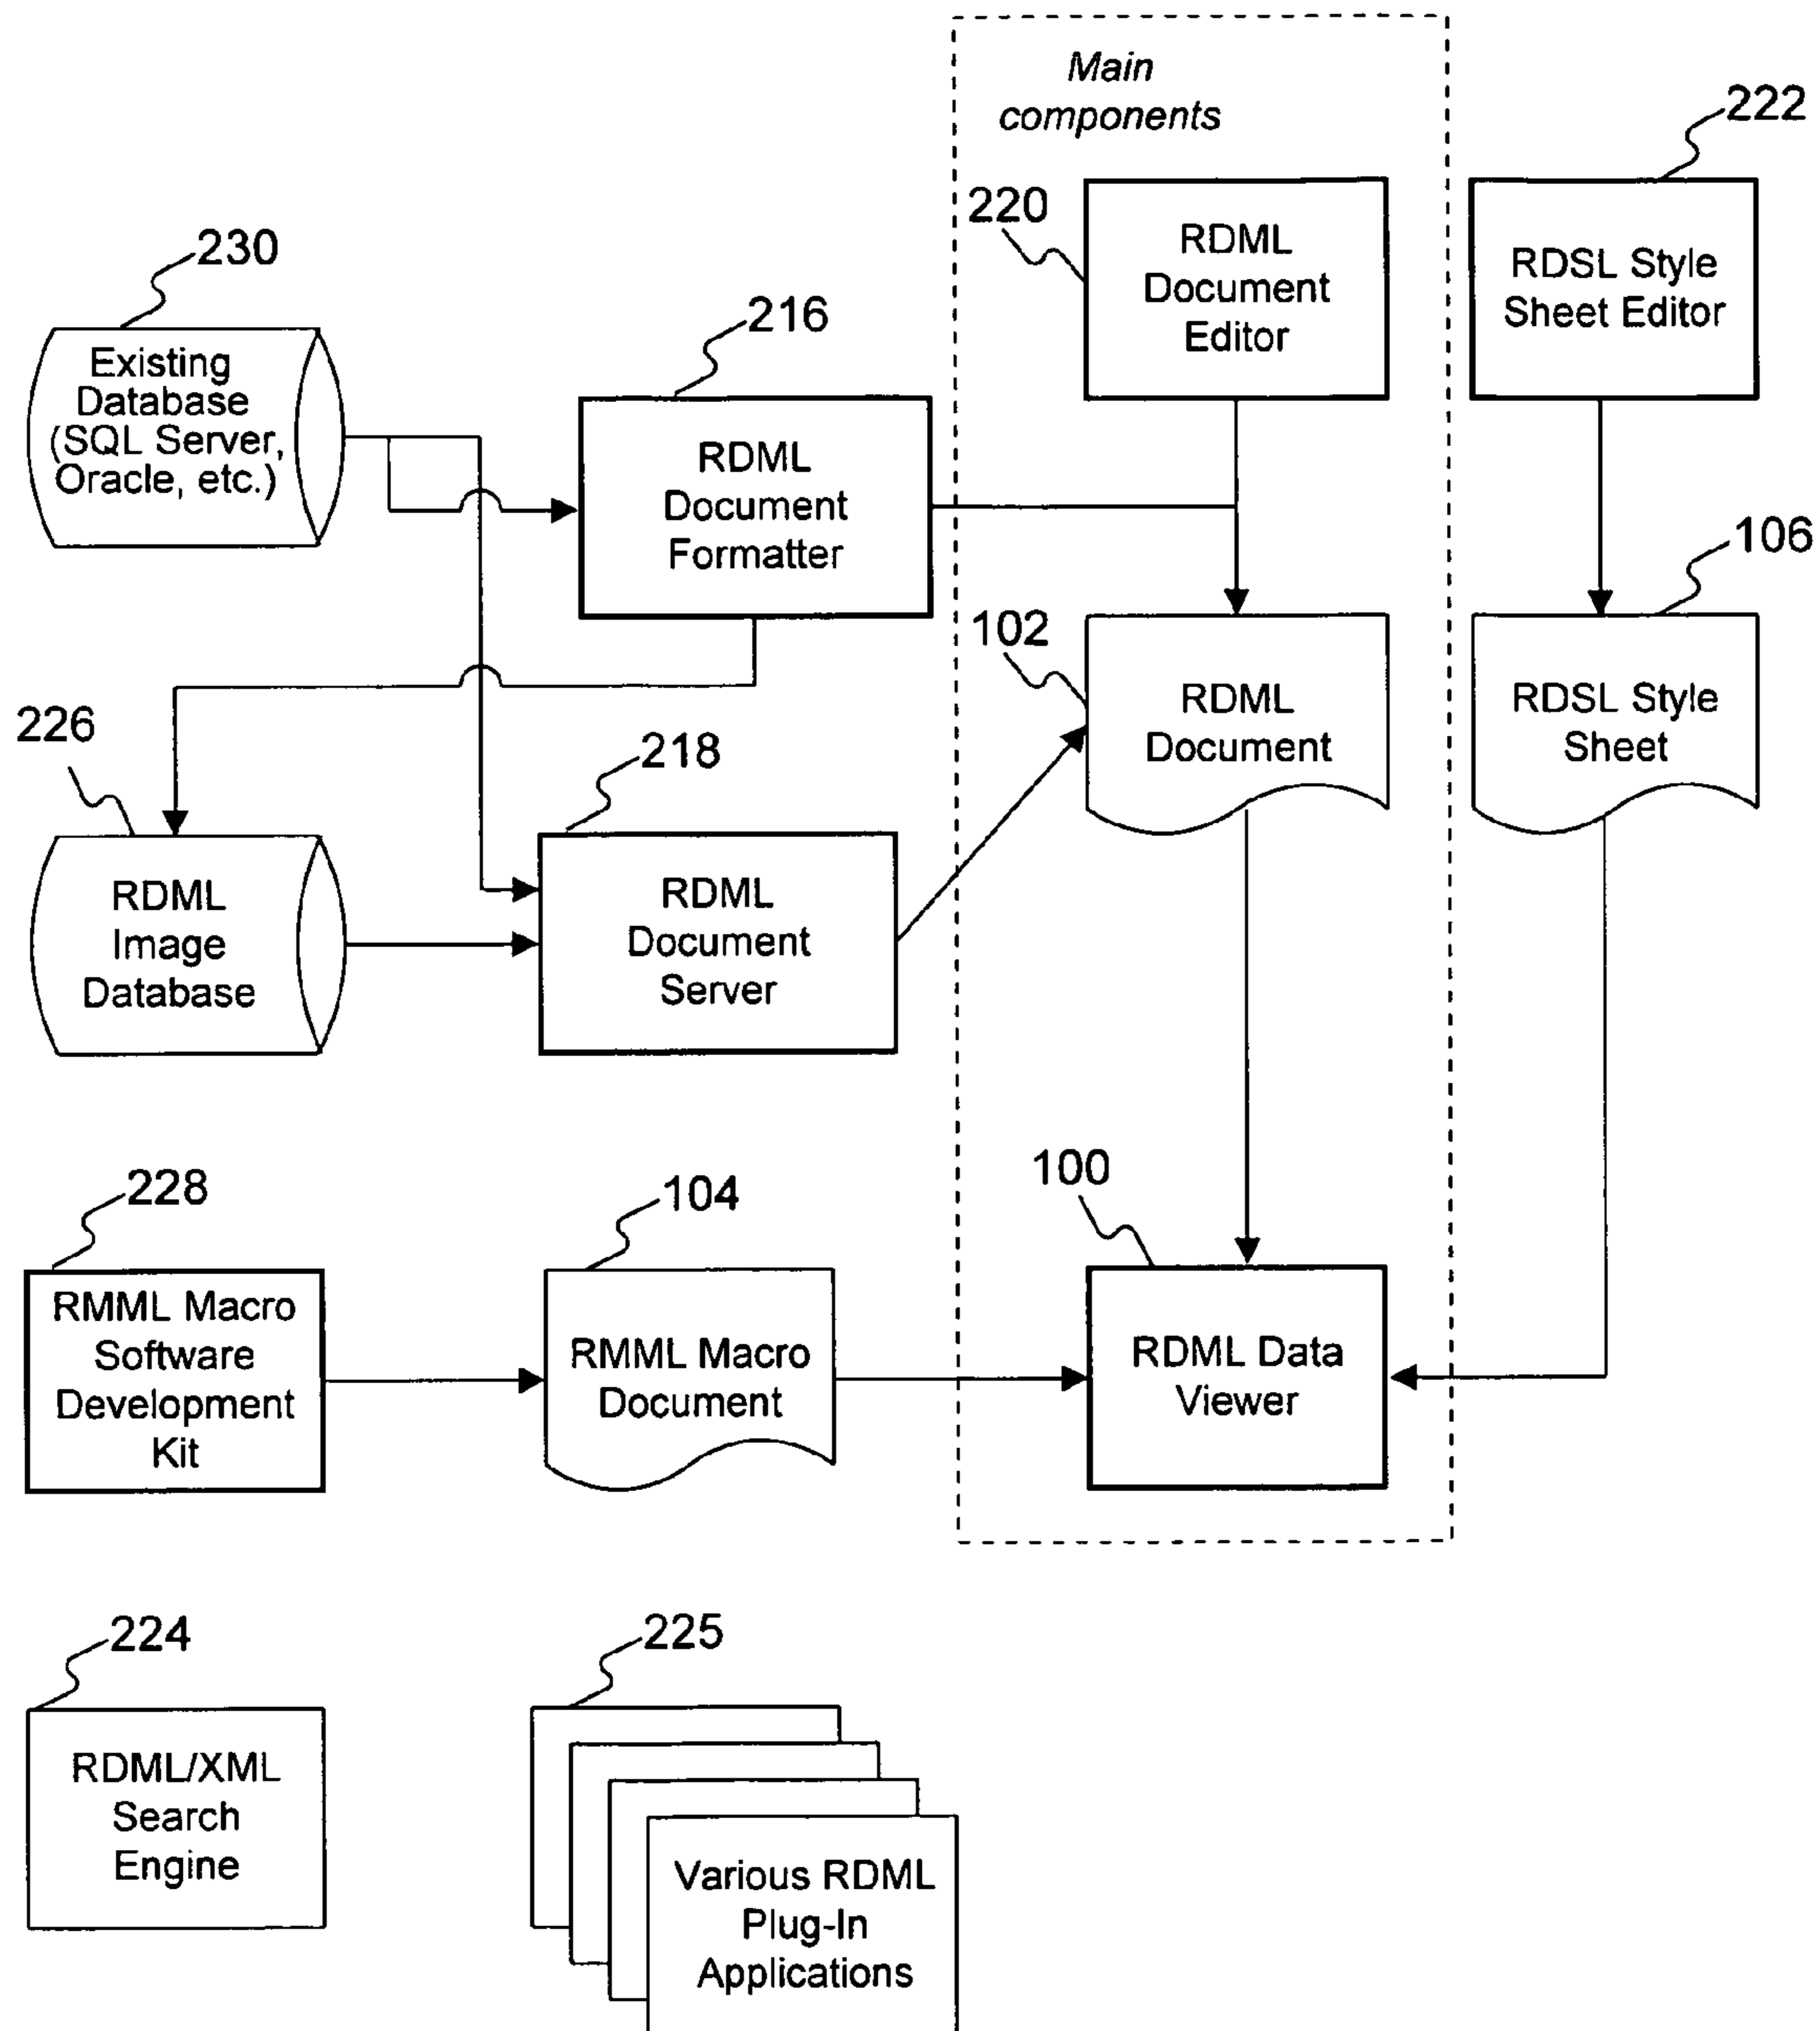 Main
components
222
220
RDML
Document
Editor
RDSL Style
Sheet Editor
230
Existing
Database
(SQL Server,
Oracle, etc.)
216
RDML
Document
Formatter
106
102
RDML
Document
RDSL Style
Sheet
226
RDML
Image
Database
218
RDML
Document
Server
228
RMML Macro
Software
Development
Kit
104
RMML Macro
Document
100
RDML Data
Viewer
224
RDML/XML
Search
Engine
225
Various RDML
Plug-In
Applications